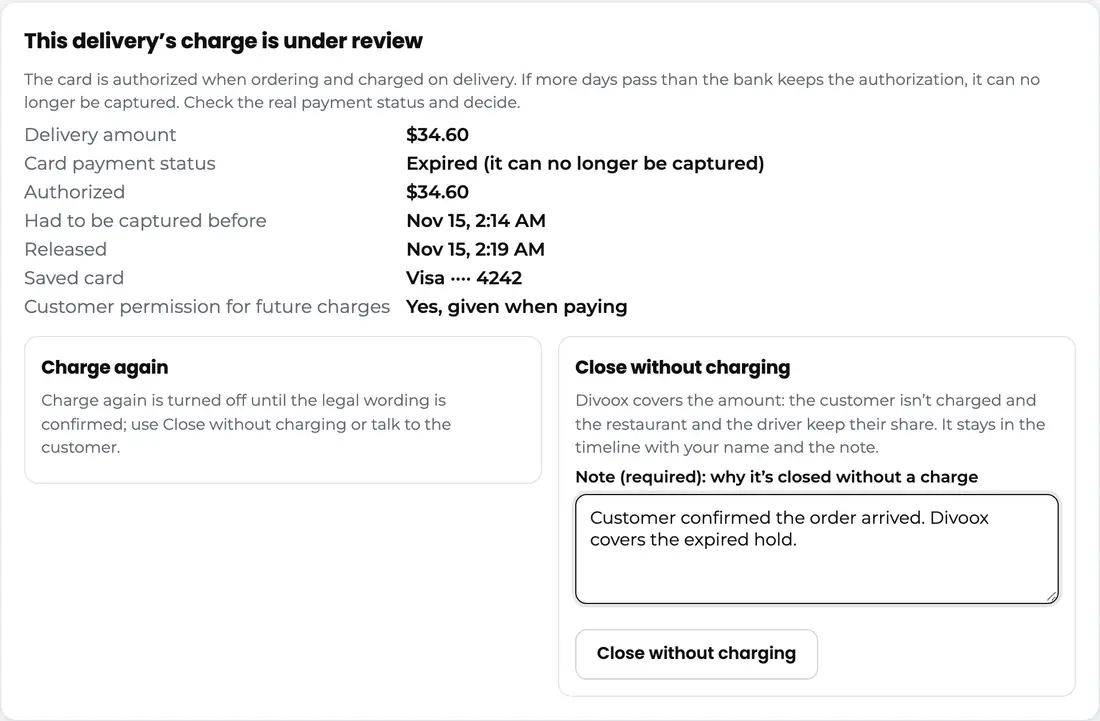 This delivery’s charge is under review
The card is authorized when ordering and charged on delivery. If more days pass than the bank keeps the authorization, it can no
longer be captured. Check the real payment status and decide.
Delivery amount $34.60
Card payment status Expired (it can no longer be captured)
Authorized $34.60
Had to be captured before Nov 15, 2:14 AM
Released Nov 15, 2:19 AM
Saved card Visa ···· 4242
Customer permission for future charges Yes, given when paying
Charge again
Charge again is turned off until the legal wording is
confirmed; use Close without charging or talk to the
customer.
Close without charging
Divoox covers the amount: the customer isn’t charged and
the restaurant and the driver keep their share. It stays in the
timeline with your name and the note.
Note (required): why it’s closed without a charge
Customer confirmed the order arrived. Divoox
covers the expired hold.
Close without charging